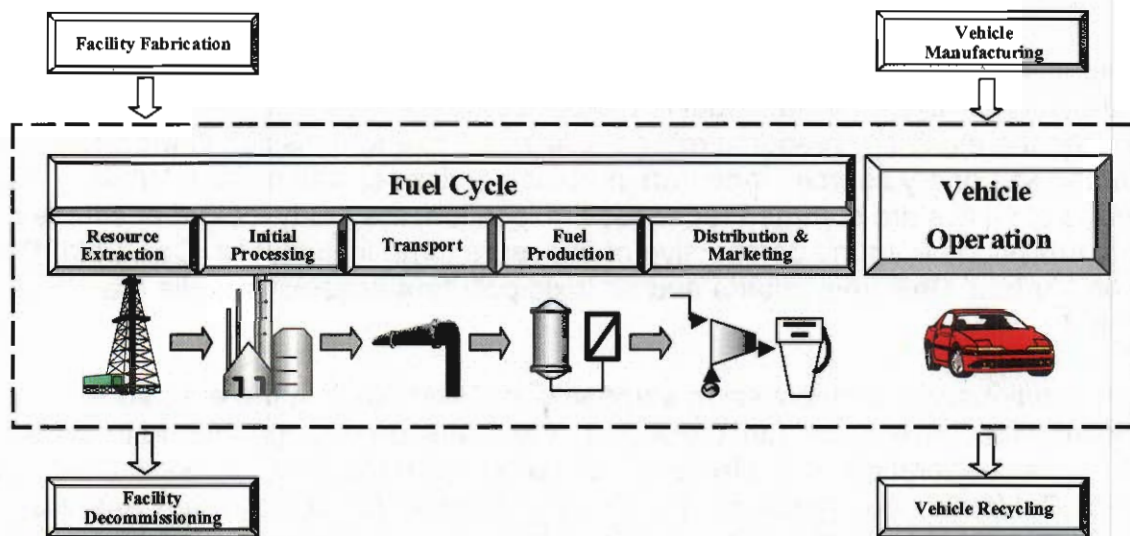 Facility Fabrication
Vehicle
Manufacturing
Fuel Cycle
Vehicle
Operation
Resource
Extraction
Initial
Processing
Transport
Fuel
Production
Distribution &
Marketing
Facility
Decommissioning
Vehicle Recycling